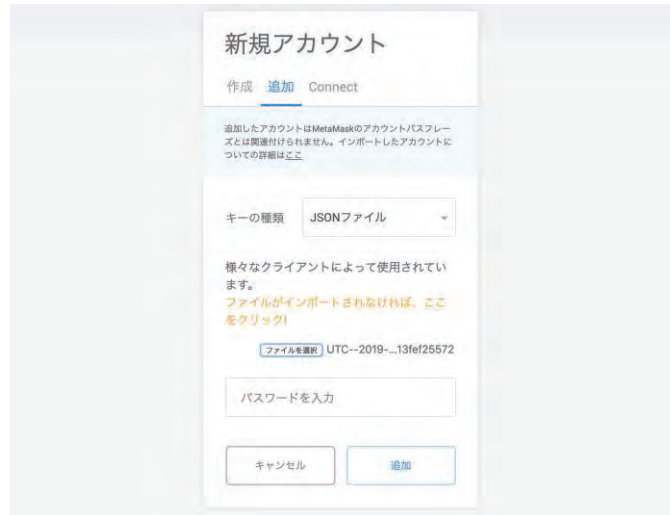 新規アカウント
作成 追加 Connect
追加したアカウントはMetaMaskのアカウントパスフレー
ズとは関連付けられません。インポートしたアカウントに
ついての詳細はここ
キーの種類 JSONファイル
様々なクライアントによって使用されてい
ます。
ファイルがインポートされなければ、ここ
をクリック!
ファイルを選択 UTC--2019-...13fef25572
パスワードを入力
キャンセル 追加